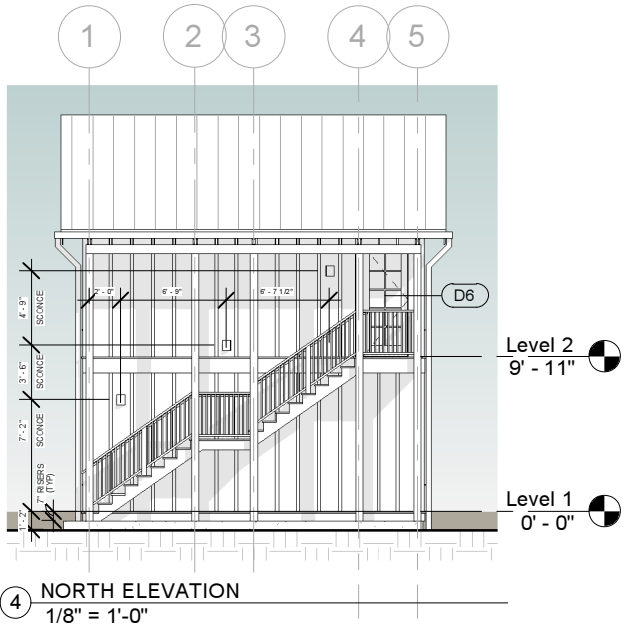 1 2 3 4 5
2' - 0" 6' - 9" 6' - 7 1/2"
D6
4' - 9" SCONCE
3' - 6" SCONCE
7' - 2" SCONCE
7" RISERS
(TYP)
1' - 2"
Level 2
9' - 11"
Level 1
0' - 0"
4 NORTH ELEVATION
1/8" = 1'-0"